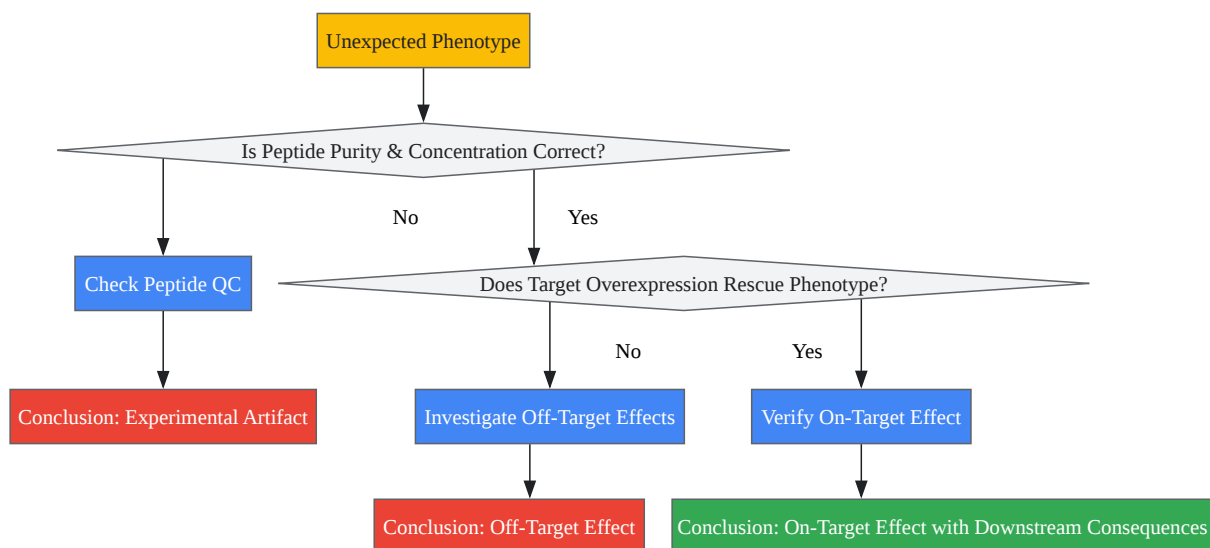 Unexpected Phenotype
Is Peptide Purity & Concentration Correct?
No
Yes
Check Peptide QC
Does Target Overexpression Rescue Phenotype?
No
Yes
Conclusion: Experimental Artifact
Investigate Off-Target Effects
Verify On-Target Effect
Conclusion: Off-Target Effect
Conclusion: On-Target Effect with Downstream Consequences